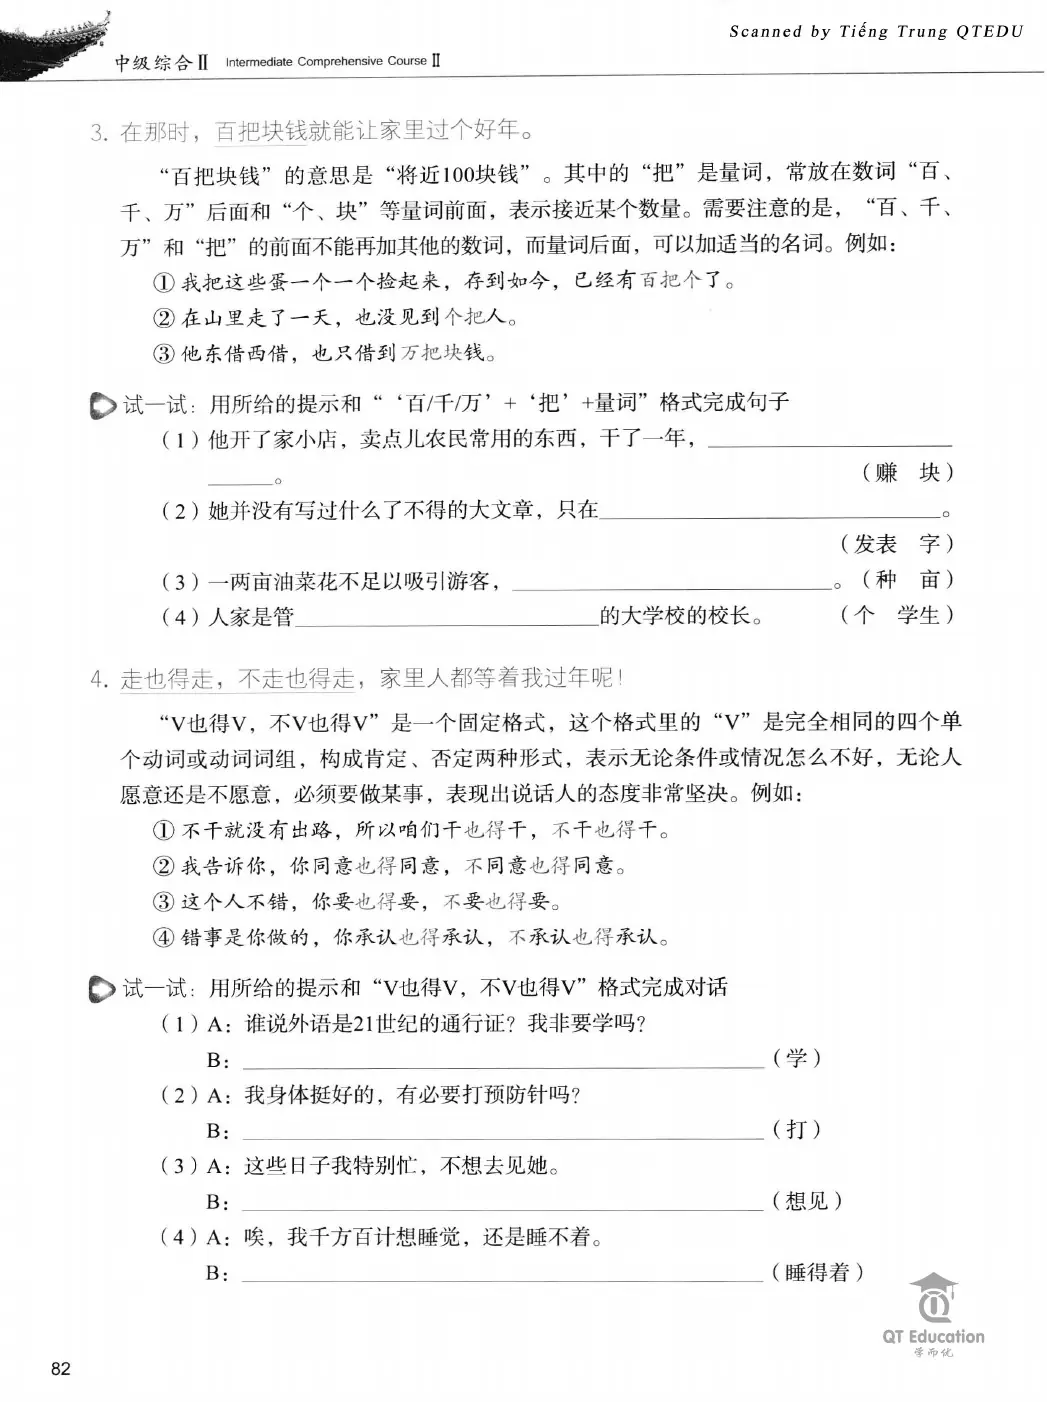 Scanned by Tiếng Trung QTEDU
中级综合Ⅱ Intermediate Comprehensive Course Ⅱ
3. 在那时，百把块钱就能让家里过个好年。
“百把块钱”的意思是“将近100块钱”。其中的“把”是量词，常放在数词“百、
千、万”后面和“个、块”等量词前面，表示接近某个数量。需要注意的是，“百、千、
万”和“把”的前面不能再加其他的数词，而量词后面，可以加适当的名词。例如：
① 我把这些蛋一个一个捡起来，存到如今，已经有百把个了。
② 在山里走了一天，也没见到个把人。
③ 他东借西借，也只借到万把块钱。
试一试：用所给的提示和“‘百/千/万’+‘把’+量词”格式完成句子
（1）他开了家小店，卖点儿农民常用的东西，干了一年，
。 （赚 块）
（2）她并没有写过什么了不得的大文章，只在 。
（发表 字）
（3）一两亩油菜花不足以吸引游客， 。（种 亩）
（4）人家是管 的大学校的校长。 （个 学生）
4. 走也得走，不走也得走，家里人都等着我过年呢！
“V也得V，不V也得V”是一个固定格式，这个格式里的“V”是完全相同的四个单
个动词或动词词组，构成肯定、否定两种形式，表示无论条件或情况怎么不好，无论人
愿意还是不愿意，必须要做某事，表现出说话人的态度非常坚决。例如：
① 不干就没有出路，所以咱们干也得干，不干也得干。
② 我告诉你，你同意也得同意，不同意也得同意。
③ 这个人不错，你要也得要，不要也得要。
④ 错事是你做的，你承认也得承认，不承认也得承认。
试一试：用所给的提示和“V也得V，不V也得V”格式完成对话
（1）A：谁说外语是21世纪的通行证？我非要学吗？
B： （学）
（2）A：我身体挺好的，有必要打预防针吗？
B： （打）
（3）A：这些日子我特别忙，不想去见她。
B： （想见）
（4）A：唉，我千方百计想睡觉，还是睡不着。
B： （睡得着）
QT Education
学而优
82